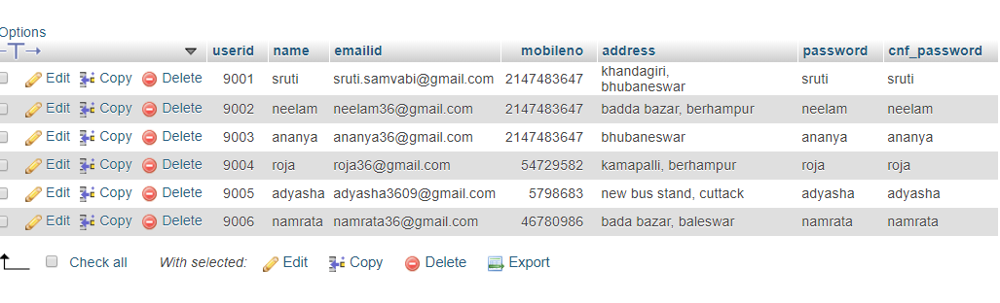 Options
userid name emailid mobileno address password cnf_password
Edit Copy Delete 9001 sruti sruti.samvabi@gmail.com 2147483647 khandagiri, bhubaneswar sruti sruti
Edit Copy Delete 9002 neelam neelam36@gmail.com 2147483647 badda bazar, berhampur neelam neelam
Edit Copy Delete 9003 ananya ananya36@gmail.com 2147483647 bhubaneswar ananya ananya
Edit Copy Delete 9004 roja roja36@gmail.com 54729582 kamapalli, berhampur roja roja
Edit Copy Delete 9005 adyasha adyasha3609@gmail.com 5798683 new bus stand, cuttack adyasha adyasha
Edit Copy Delete 9006 namrata namrata36@gmail.com 46780986 bada bazar, baleswar namrata namrata
Check all With selected: Edit Copy Delete Export